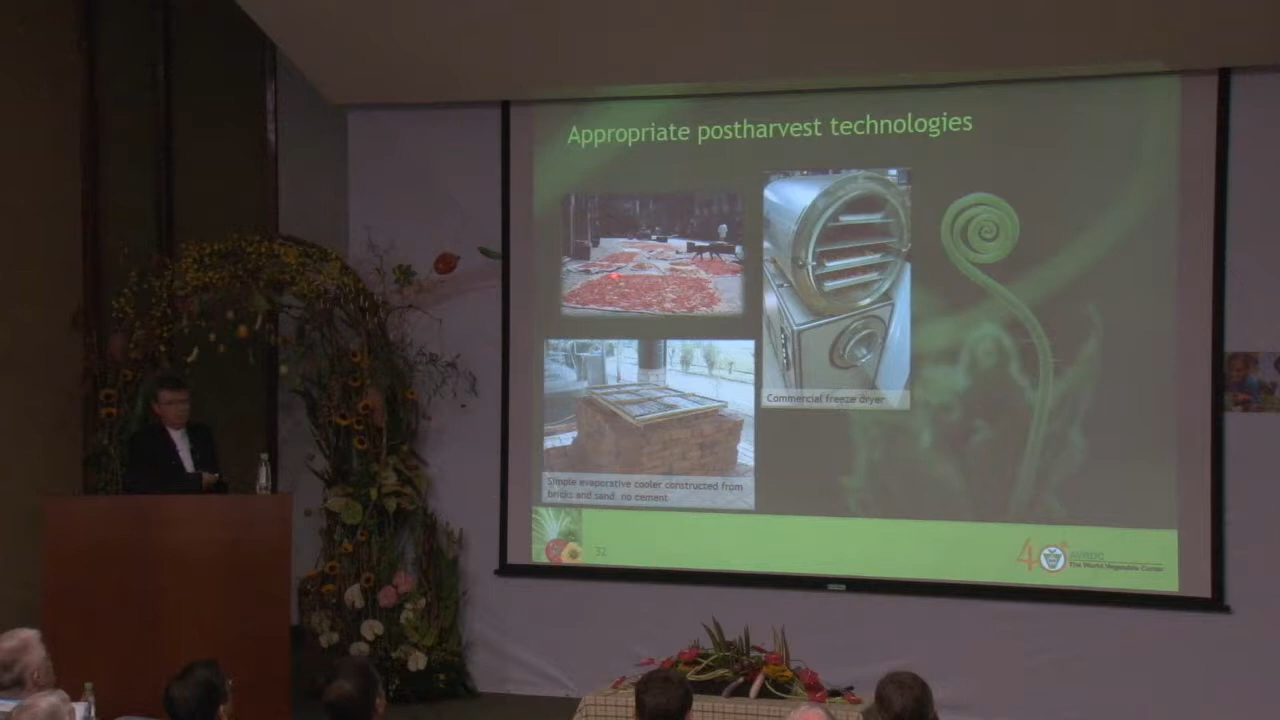 Appropriate postharvest technologies
Commercial freeze dryer
Simple evaporative cooler constructed from
bricks and sand, no cement
32
40
AVRDC
The World Vegetable Center